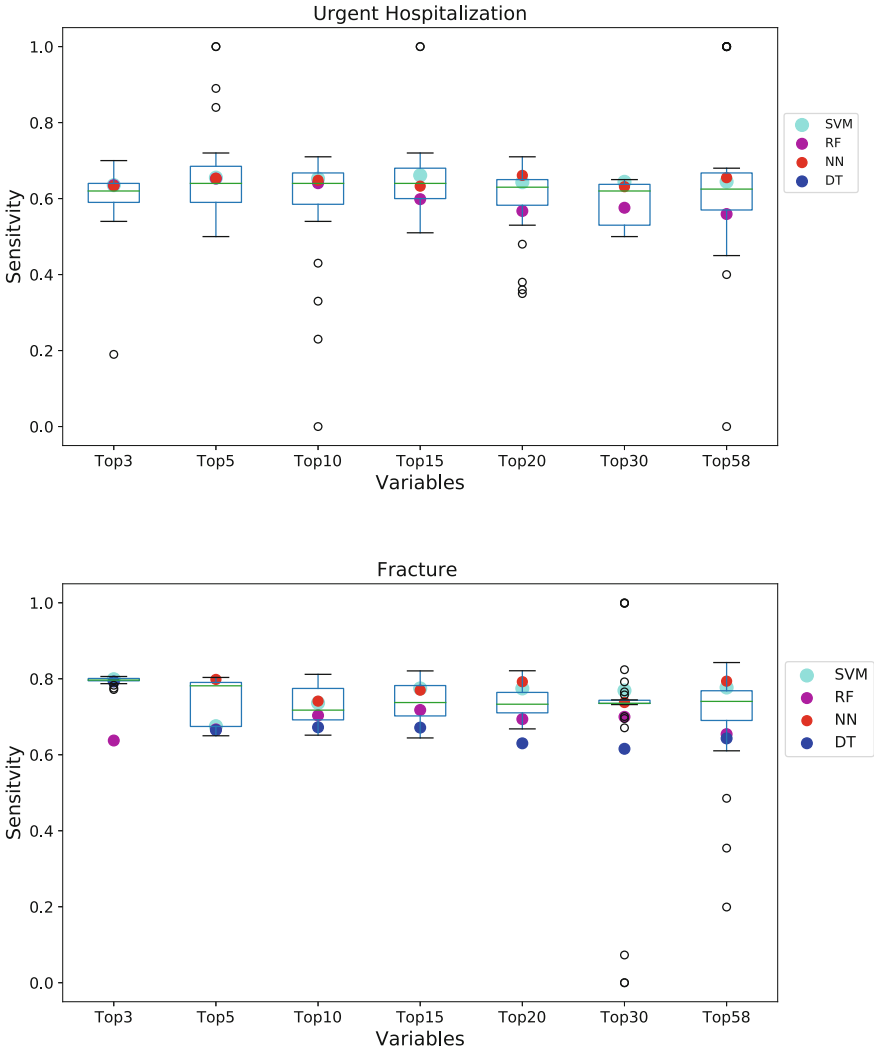 Urgent Hospitalization
1.0
0.8
0.6
0.4
0.2
0.0
Sensitvity
Top3 Top5 Top10 Top15 Top20 Top30 Top58
Variables
SVM
RF
NN
DT
Fracture
1.0
0.8
0.6
0.4
0.2
0.0
Sensitvity
Top3 Top5 Top10 Top15 Top20 Top30 Top58
Variables
SVM
RF
NN
DT